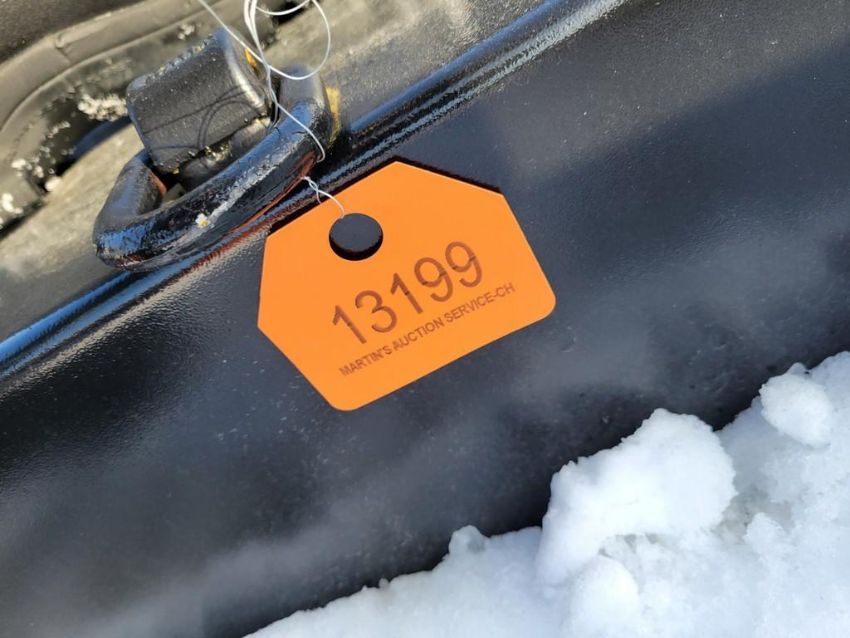 13199
MARTIN'S AUCTION SERVICE-CH